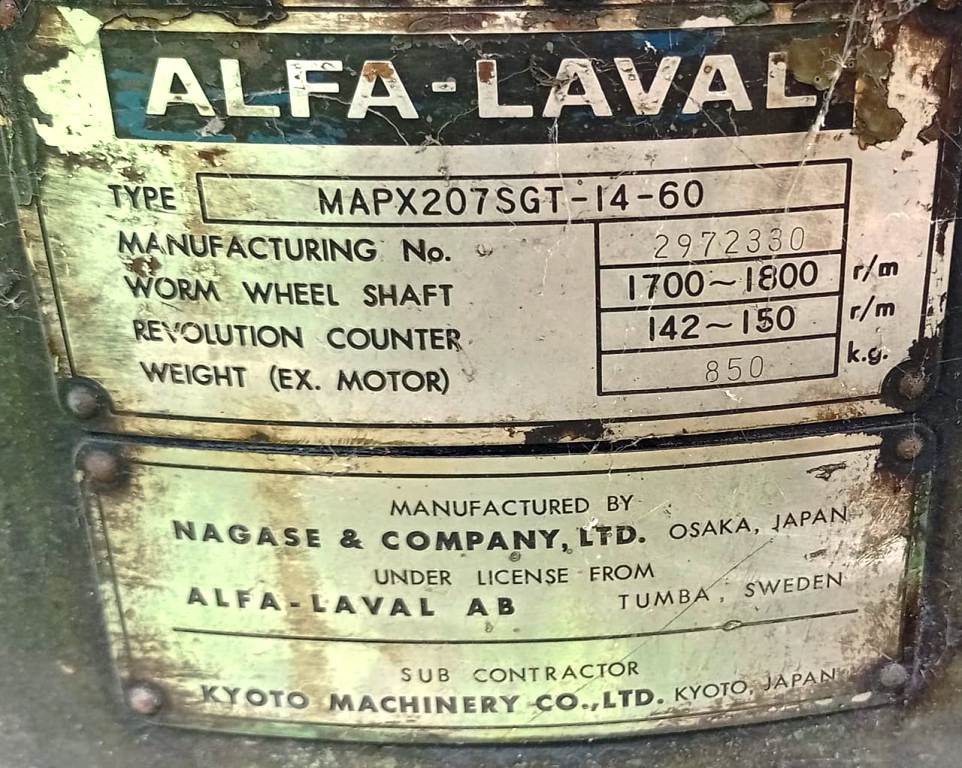 ALFA-LAVAL
TYPE MAPX207SGT-14-60
MANUFACTURING No. 2972330
WORM WHEEL SHAFT 1700~1800 r/m
REVOLUTION COUNTER 142~150 r/m
WEIGHT (EX. MOTOR) 850 k.g.
MANUFACTURED BY
NAGASE & COMPANY, LTD. OSAKA, JAPAN
UNDER LICENSE FROM
ALFA-LAVAL AB TUMBA, SWEDEN
SUB CONTRACTOR
KYOTO MACHINERY CO.,LTD. KYOTO, JAPAN